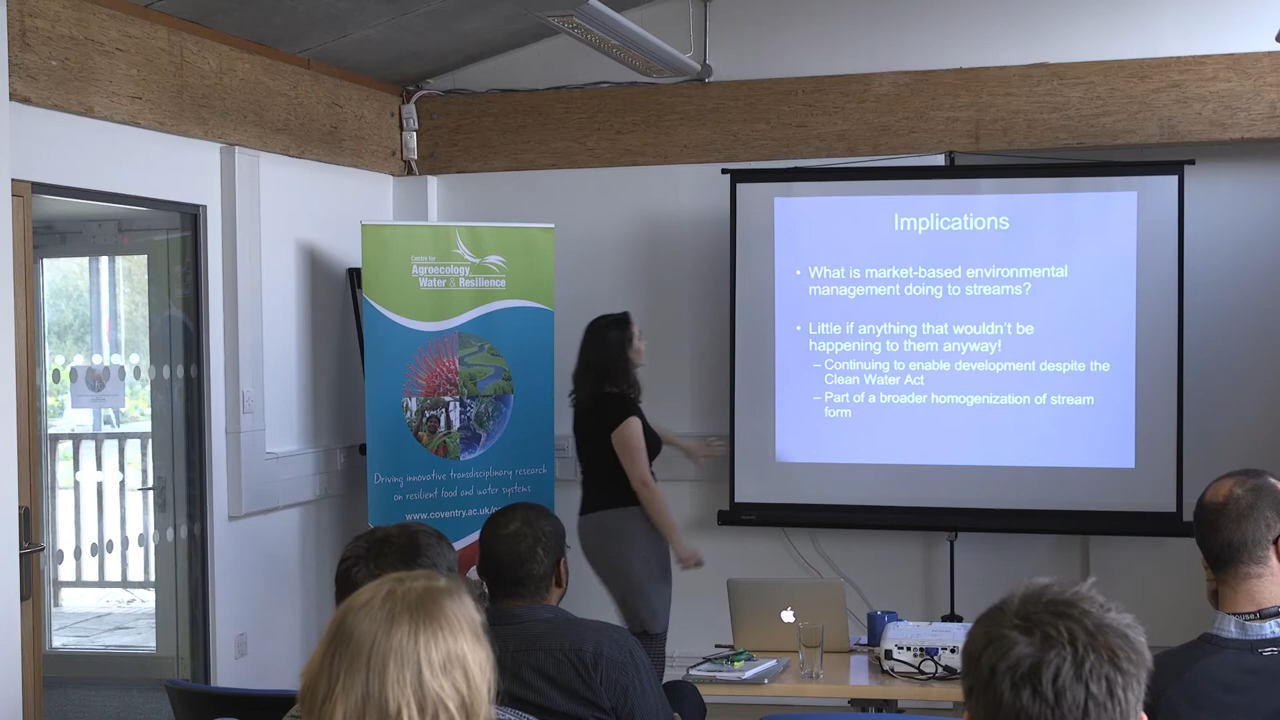 Centre for
Agroecology
Water & Resilience
Driving innovative transdisciplinary research
on resilient food and water systems
www.coventry.ac.uk/
Implications
• What is market-based environmental
management doing to streams?
• Little if anything that wouldn't be
happening to them anyway!
– Continuing to enable development despite the
Clean Water Act
– Part of a broader homogenization of stream
form